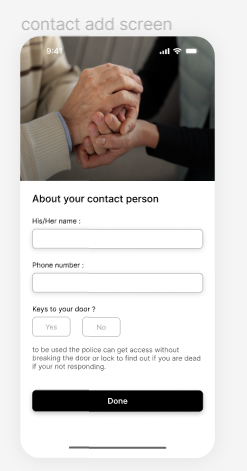 contact add screen
9:41
About your contact person
His/Her name :
Phone number :
Keys to your door ?
Yes No
to be used the police can get access without
breaking the door or lock to find out if you are dead
if your not responding.
Done